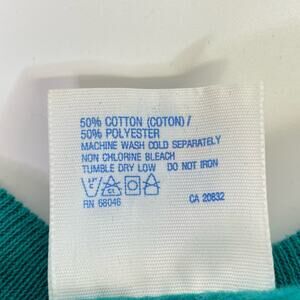 50% COTTON (COTON) /
50% POLYESTER
MACHINE WASH COLD SEPARATELY
NON CHLORINE BLEACH
TUMBLE DRY LOW DO NOT IRON
RN 68046 CA 20832